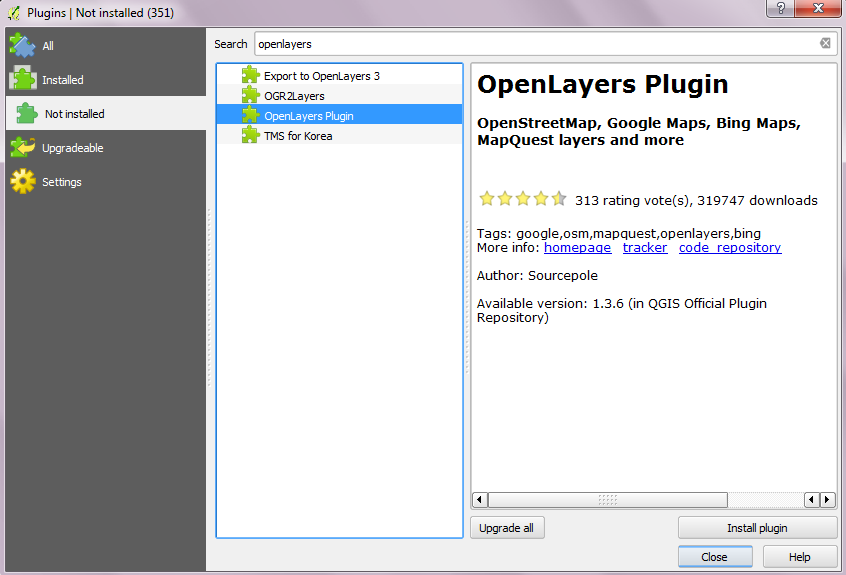 Plugins | Not installed (351)
?
All
Installed
Not installed
Upgradeable
Settings
Search
openlayers
Export to OpenLayers 3
OGR2Layers
OpenLayers Plugin
TMS for Korea
OpenLayers Plugin
OpenStreetMap, Google Maps, Bing Maps,
MapQuest layers and more
313 rating vote(s), 319747 downloads
Tags: google,osm,mapquest,openlayers,bing
More info: homepage tracker code_repository
Author: Sourcepole
Available version: 1.3.6 (in QGIS Official Plugin
Repository)
Upgrade all
Install plugin
Close
Help